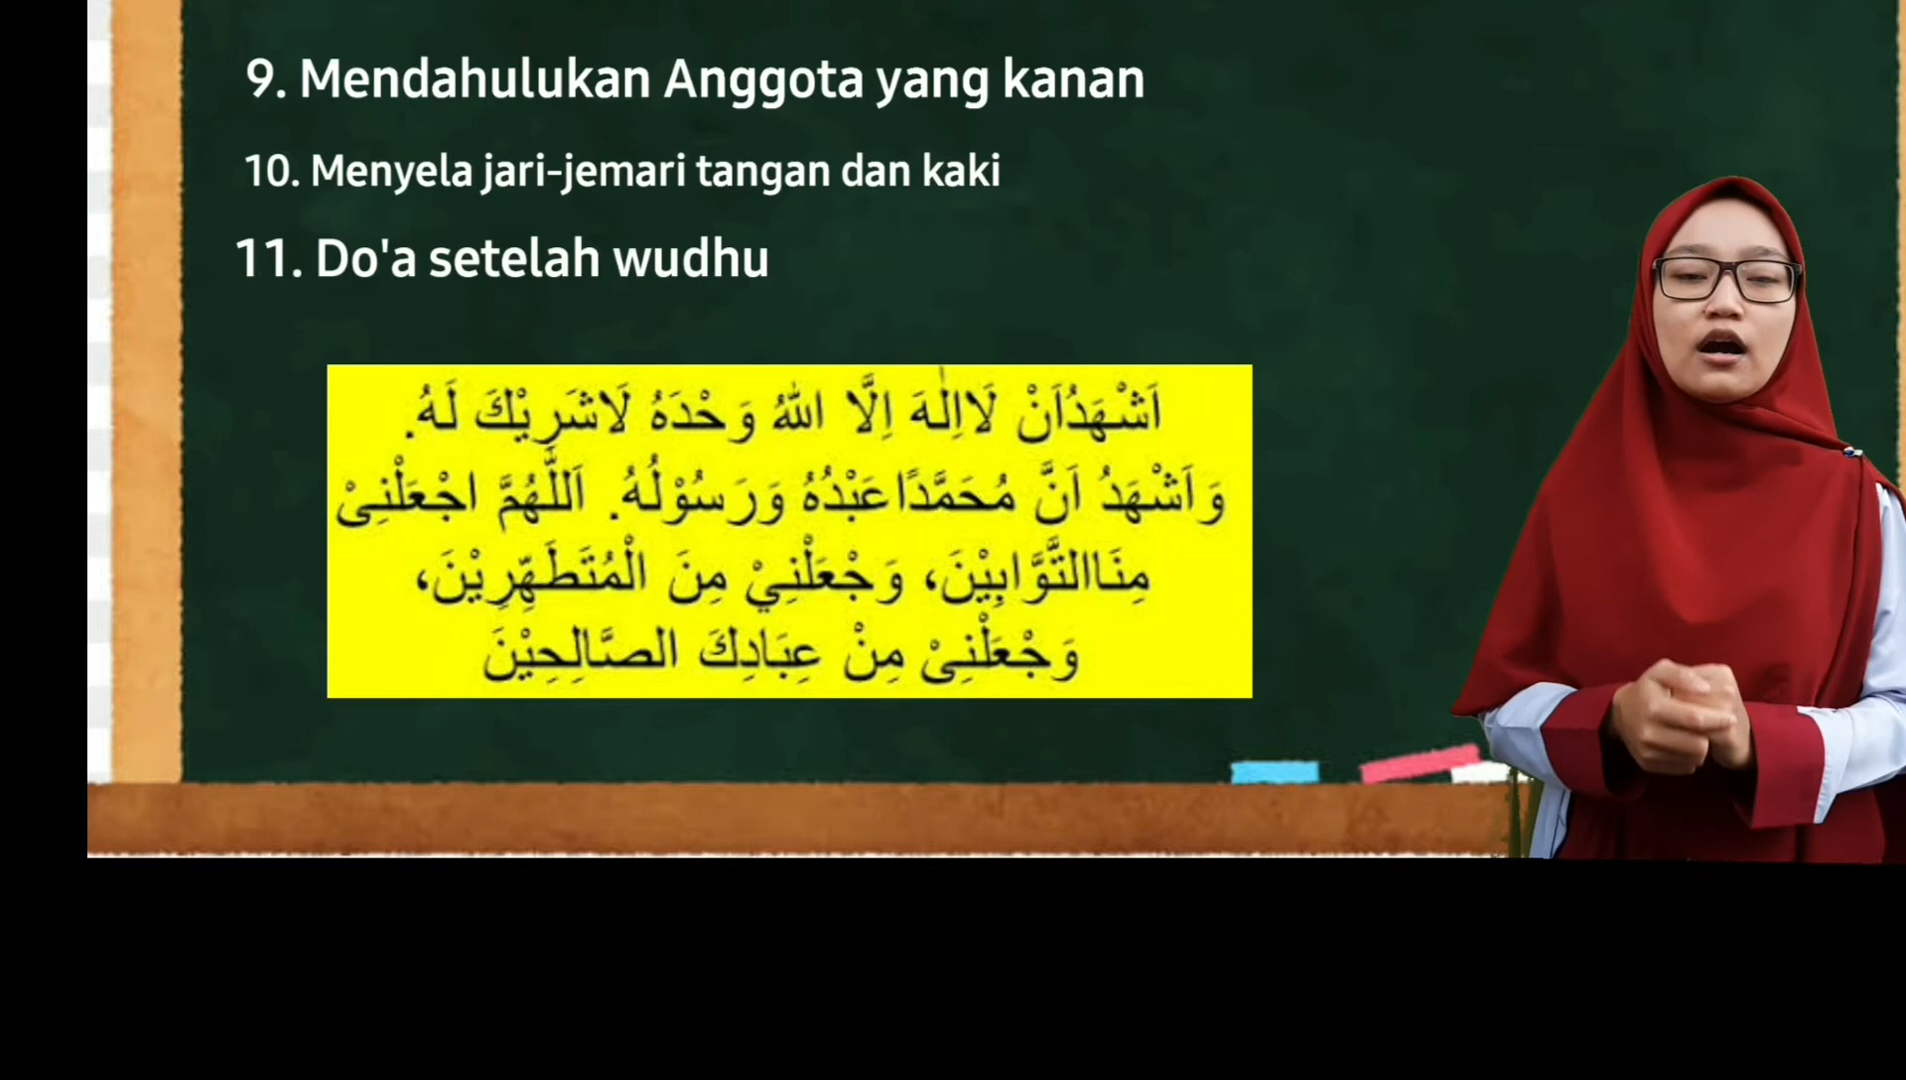 9. Mendahulukan Anggota yang kanan
10. Menyela jari-jemari tangan dan kaki
11. Do'a setelah wudhu
اَشْهَدُاَنْ لَااِلٰهَ اِلَّا اللهُ وَحْدَهُ لَاشَرِيْكَ لَهُ.
وَاَشْهَدُ اَنَّ مُحَمَّدًاعَبْدُهُ وَرَسُوْلُهُ. اَللّٰهُمَّ اجْعَلْنِىْ
مِنَاالتَّوَّابِيْنَ، وَجْعَلْنِيْ مِنَ الْمُتَطَهِّرِيْنَ،
وَجْعَلْنِىْ مِنْ عِبَادِكَ الصَّالِحِيْنَ